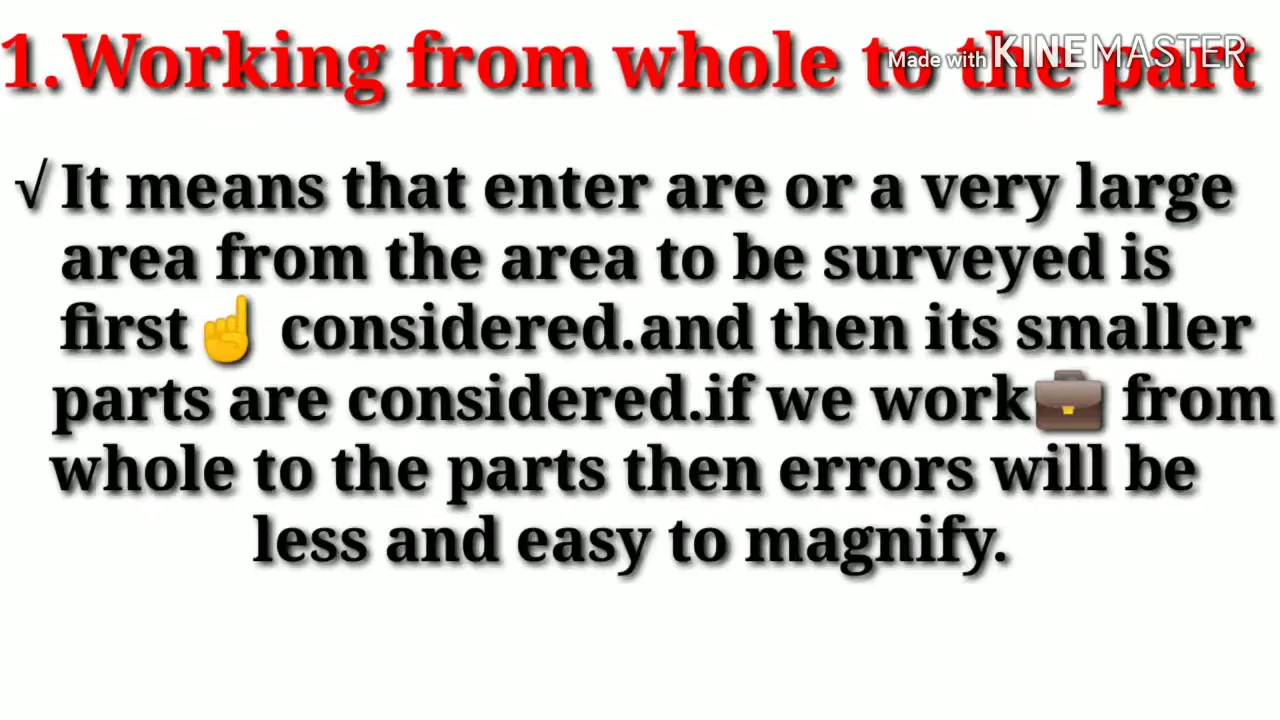 1.Working from whole to the part
Made with KINEMASTER
√ It means that enter are or a very large
area from the area to be surveyed is
first☝ considered.and then its smaller
parts are considered.if we work💼 from
whole to the parts then errors will be
less and easy to magnify.